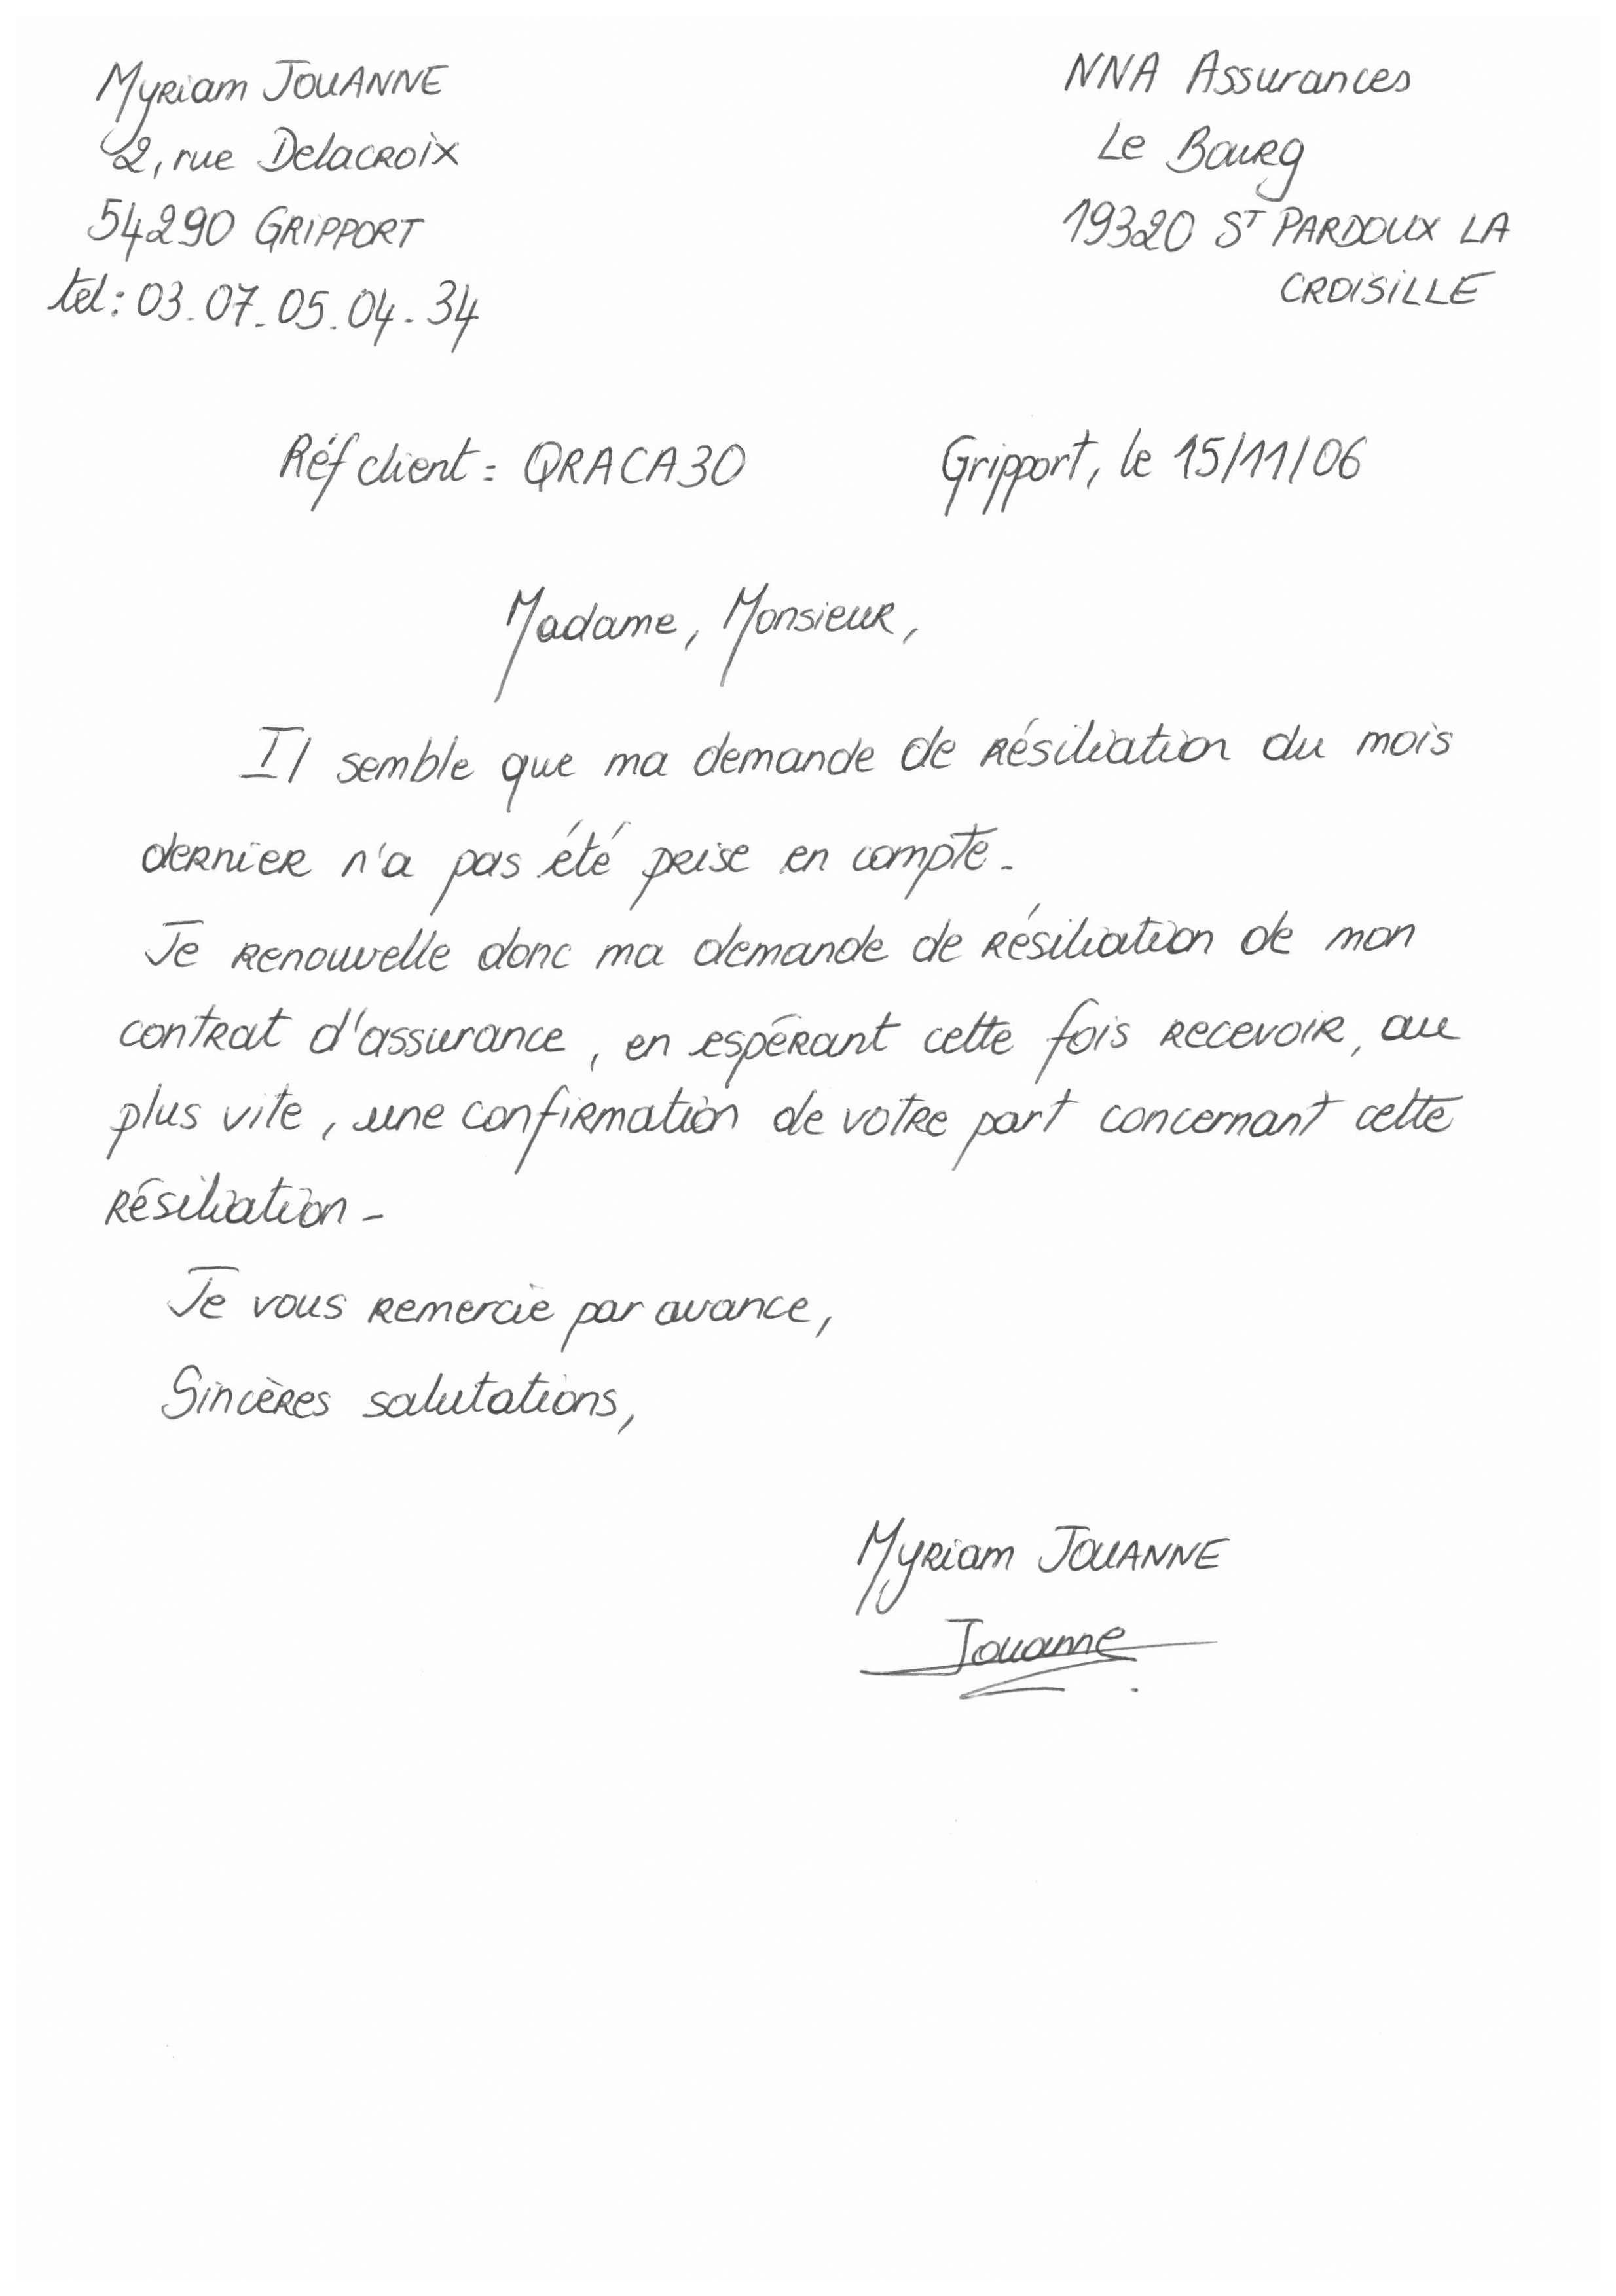 Myriam JOUANNE
2, rue Delacroix
54290 GRIPPORT
tel : 03.07.05.04.34
NNA Assurances
Le Bourg
19320 ST PARDOUX LA
CROISILLE
Réf client : QRACA30
Gripport, le 15/11/06
Madame, Monsieur,
Il semble que ma demande de résiliation du mois
dernier n'a pas été prise en compte.
Je renouvelle donc ma demande de résiliation de mon
contrat d'assurance, en espérant cette fois recevoir, au
plus vite, une confirmation de votre part concernant cette
résiliation.
Je vous remercie par avance,
Sincères salutations,
Myriam JOUANNE
Jouanne